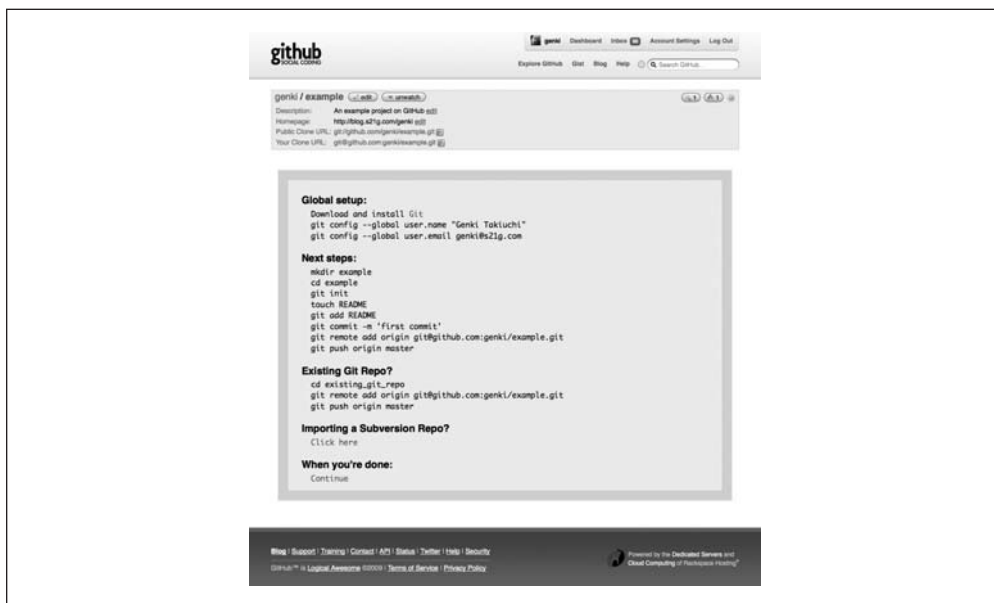 github
SOCIAL CODING
genki Dashboard Inbox Account Settings Log Out
Explore GitHub Gist Blog Help Search GitHub...
genki / example edit unwatch
Description: An example project on GitHub edit
Homepage: http://blog.s21g.com/genki edit
Public Clone URL: git://github.com/genki/example.git
Your Clone URL: git@github.com:genki/example.git
Global setup:
Download and install Git
git config --global user.name "Genki Takiuchi"
git config --global user.email genki@s21g.com
Next steps:
mkdir example
cd example
git init
touch README
git add README
git commit -m 'first commit'
git remote add origin git@github.com:genki/example.git
git push origin master
Existing Git Repo?
cd existing_git_repo
git remote add origin git@github.com:genki/example.git
git push origin master
Importing a Subversion Repo?
Click here
When you're done:
Continue
Blog | Support | Training | Contact | API | Status | Twitter | Help | Security
GitHub™ is Logical Awesome ©2009 | Terms of Service | Privacy Policy
Powered by the Dedicated Servers and
Cloud Computing of Rackspace Hosting®